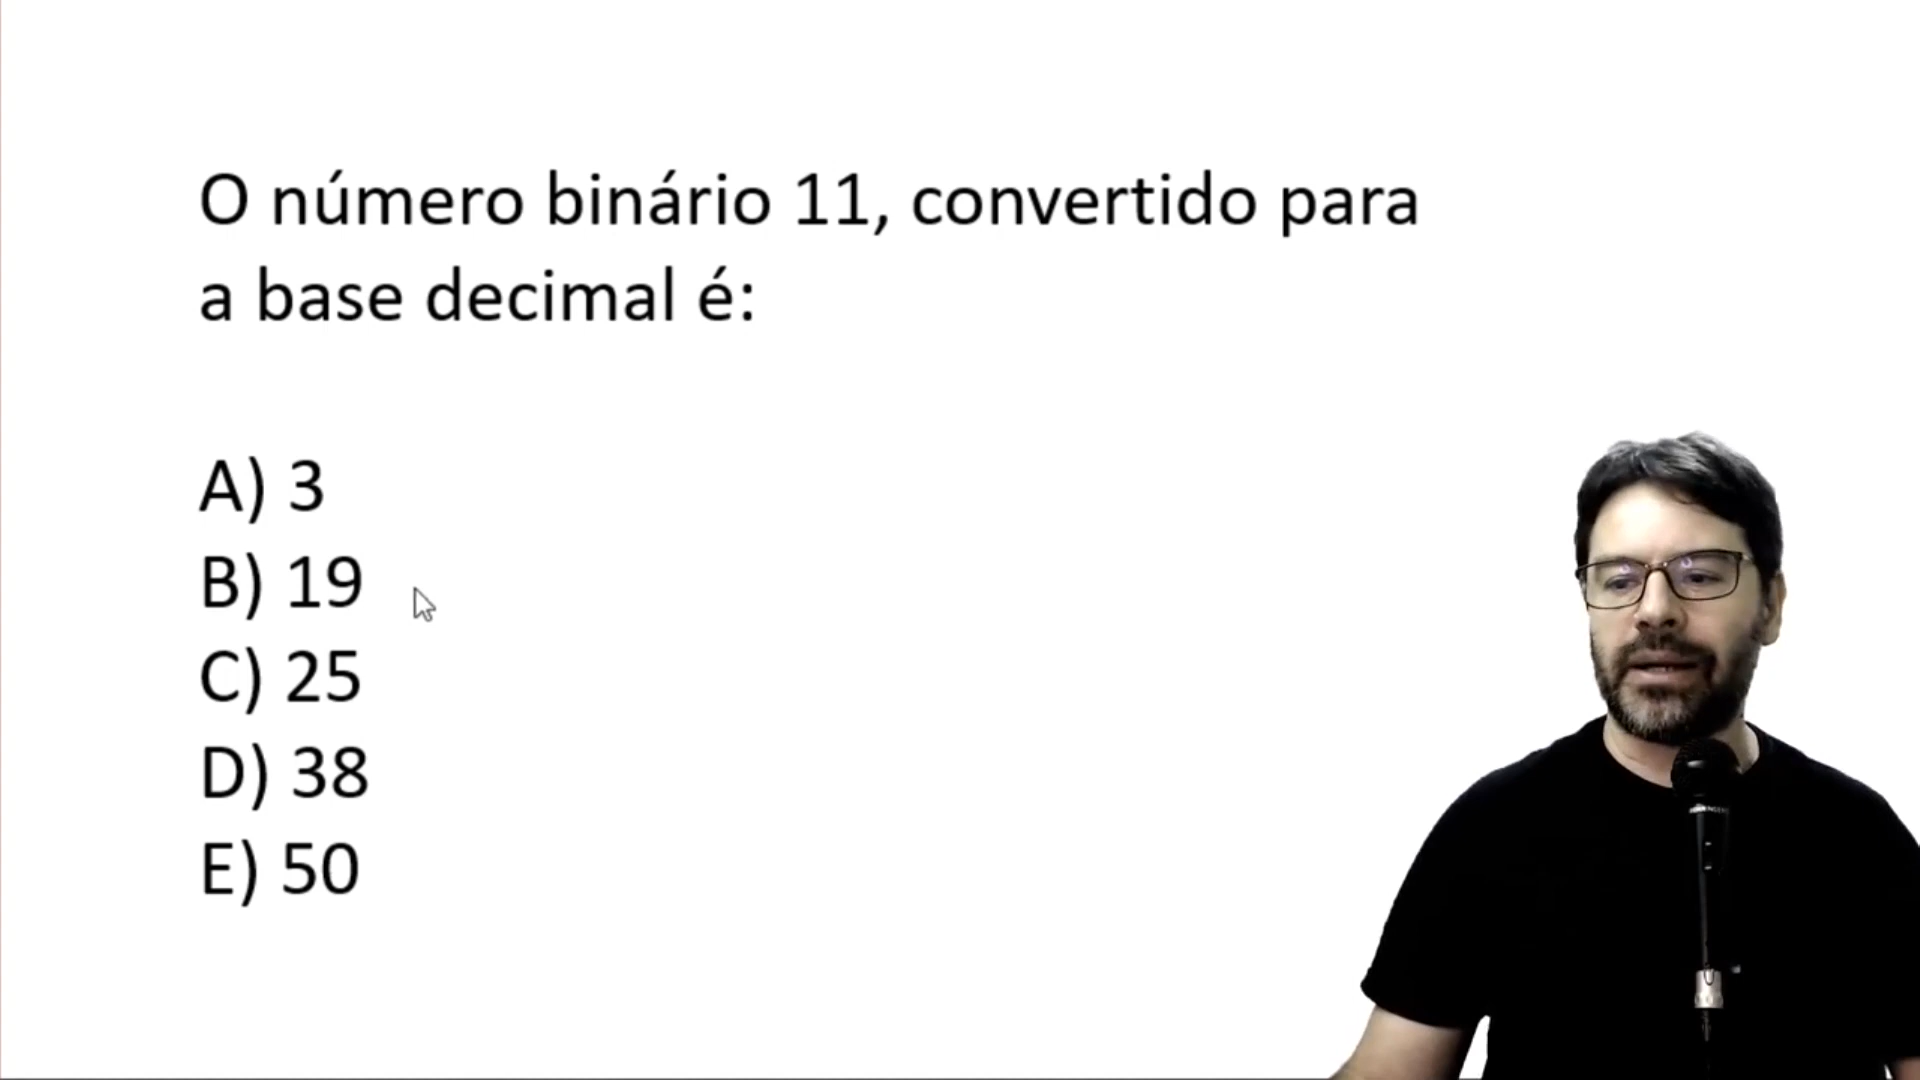 O número binário 11, convertido para
a base decimal é:
A) 3
B) 19
C) 25
D) 38
E) 50